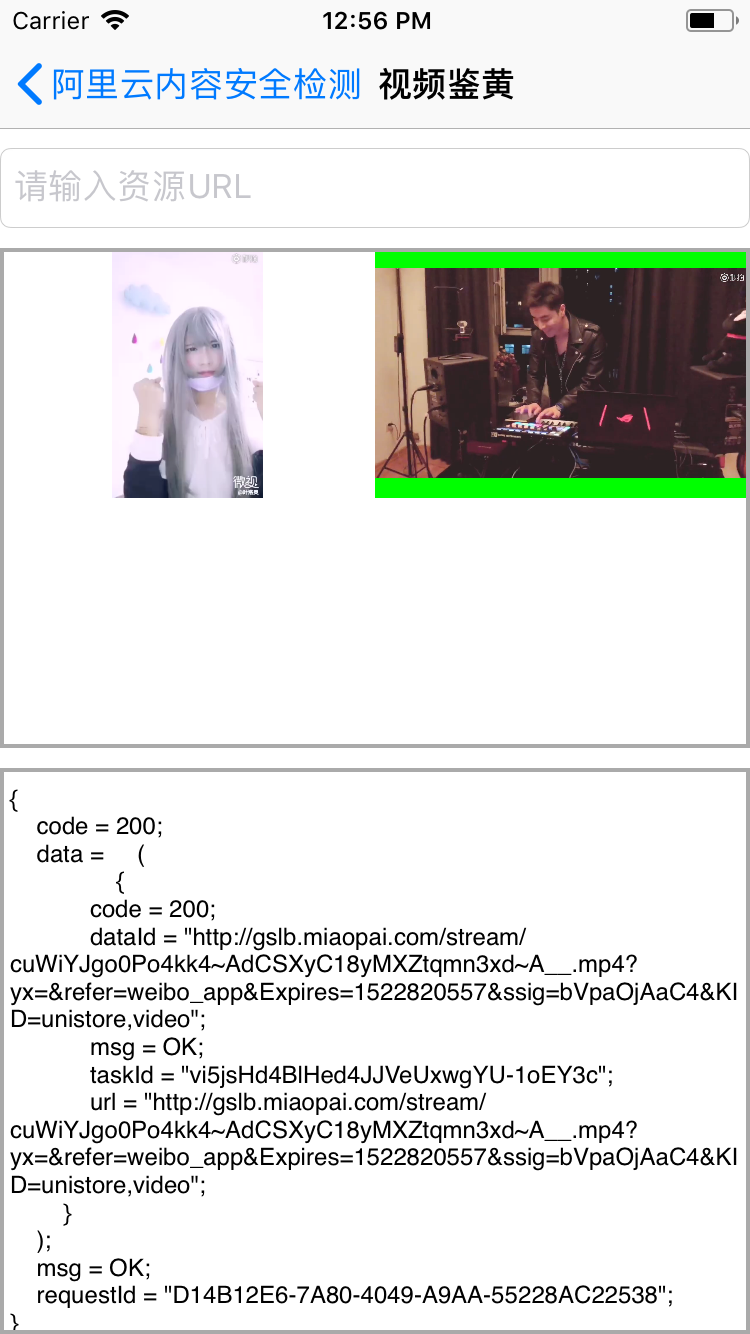 Carrier 12:56 PM
阿里云内容安全检测 视频鉴黄
请输入资源URL
微视
{
code = 200;
data = (
{
code = 200;
dataId = "http://gslb.miaopai.com/stream/
cuWiYJgo0Po4kk4~AdCSXyC18yMXZtqmn3xd~A__.mp4?
yx=&refer=weibo_app&Expires=1522820557&ssig=bVpaOjAaC4&KI
D=unistore,video";
msg = OK;
taskId = "vi5jsHd4BlHed4JJVeUxwgYU-1oEY3c";
url = "http://gslb.miaopai.com/stream/
cuWiYJgo0Po4kk4~AdCSXyC18yMXZtqmn3xd~A__.mp4?
yx=&refer=weibo_app&Expires=1522820557&ssig=bVpaOjAaC4&KI
D=unistore,video";
}
);
msg = OK;
requestId = "D14B12E6-7A80-4049-A9AA-55228AC22538";
}